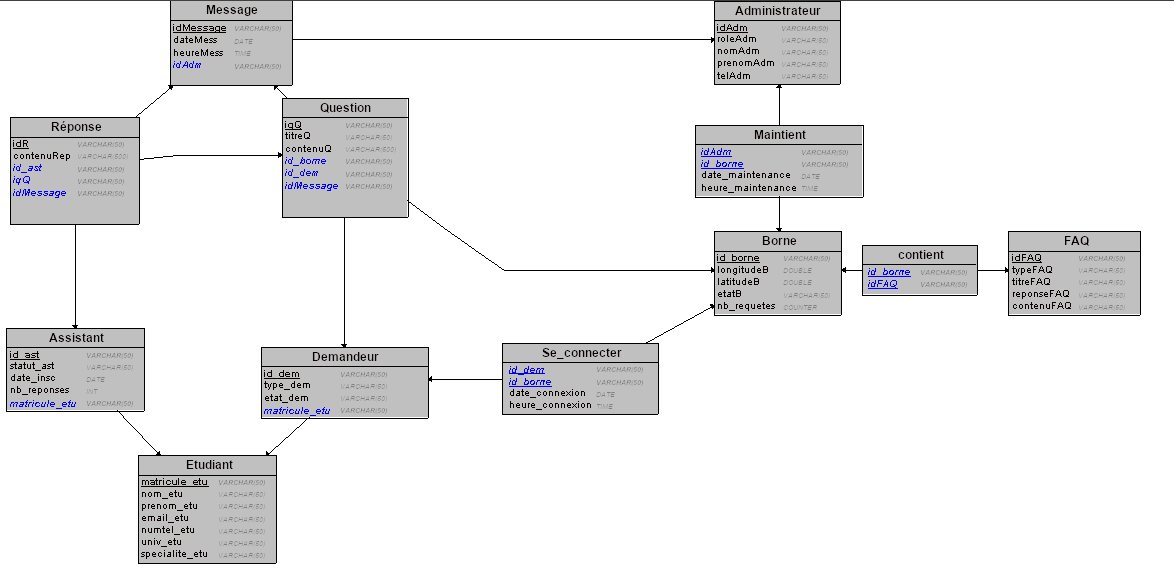 Message
idMessage VARCHAR(50)
dateMess DATE
heureMess TIME
idAdm VARCHAR(50)
Administrateur
idAdm VARCHAR(50)
roleAdm VARCHAR(50)
nomAdm VARCHAR(50)
prenomAdm VARCHAR(50)
telAdm VARCHAR(50)
Réponse
idR VARCHAR(50)
contenuRep VARCHAR(500)
id_ast VARCHAR(50)
iqQ VARCHAR(50)
idMessage VARCHAR(50)
Question
iqQ VARCHAR(50)
titreQ VARCHAR(50)
contenuQ VARCHAR(500)
id_borne VARCHAR(50)
id_dem VARCHAR(50)
idMessage VARCHAR(50)
Maintient
idAdm VARCHAR(50)
id_borne VARCHAR(50)
date_maintenance DATE
heure_maintenance TIME
Borne
id_borne VARCHAR(50)
longitudeB DOUBLE
latitudeB DOUBLE
etatB VARCHAR(50)
nb_requetes COUNTER
contient
id_borne VARCHAR(50)
idFAQ VARCHAR(50)
FAQ
idFAQ VARCHAR(50)
typeFAQ VARCHAR(50)
titreFAQ VARCHAR(50)
reponseFAQ VARCHAR(50)
contenuFAQ VARCHAR(50)
Assistant
id_ast VARCHAR(50)
statut_ast VARCHAR(50)
date_insc DATE
nb_reponses INT
matricule_etu VARCHAR(50)
Demandeur
id_dem VARCHAR(50)
type_dem VARCHAR(50)
etat_dem VARCHAR(50)
matricule_etu VARCHAR(50)
Se_connecter
id_dem VARCHAR(50)
id_borne VARCHAR(50)
date_connexion DATE
heure_connexion TIME
Etudiant
matricule_etu VARCHAR(50)
nom_etu VARCHAR(50)
prenom_etu VARCHAR(50)
email_etu VARCHAR(50)
numtel_etu VARCHAR(50)
univ_etu VARCHAR(50)
specialite_etu VARCHAR(50)